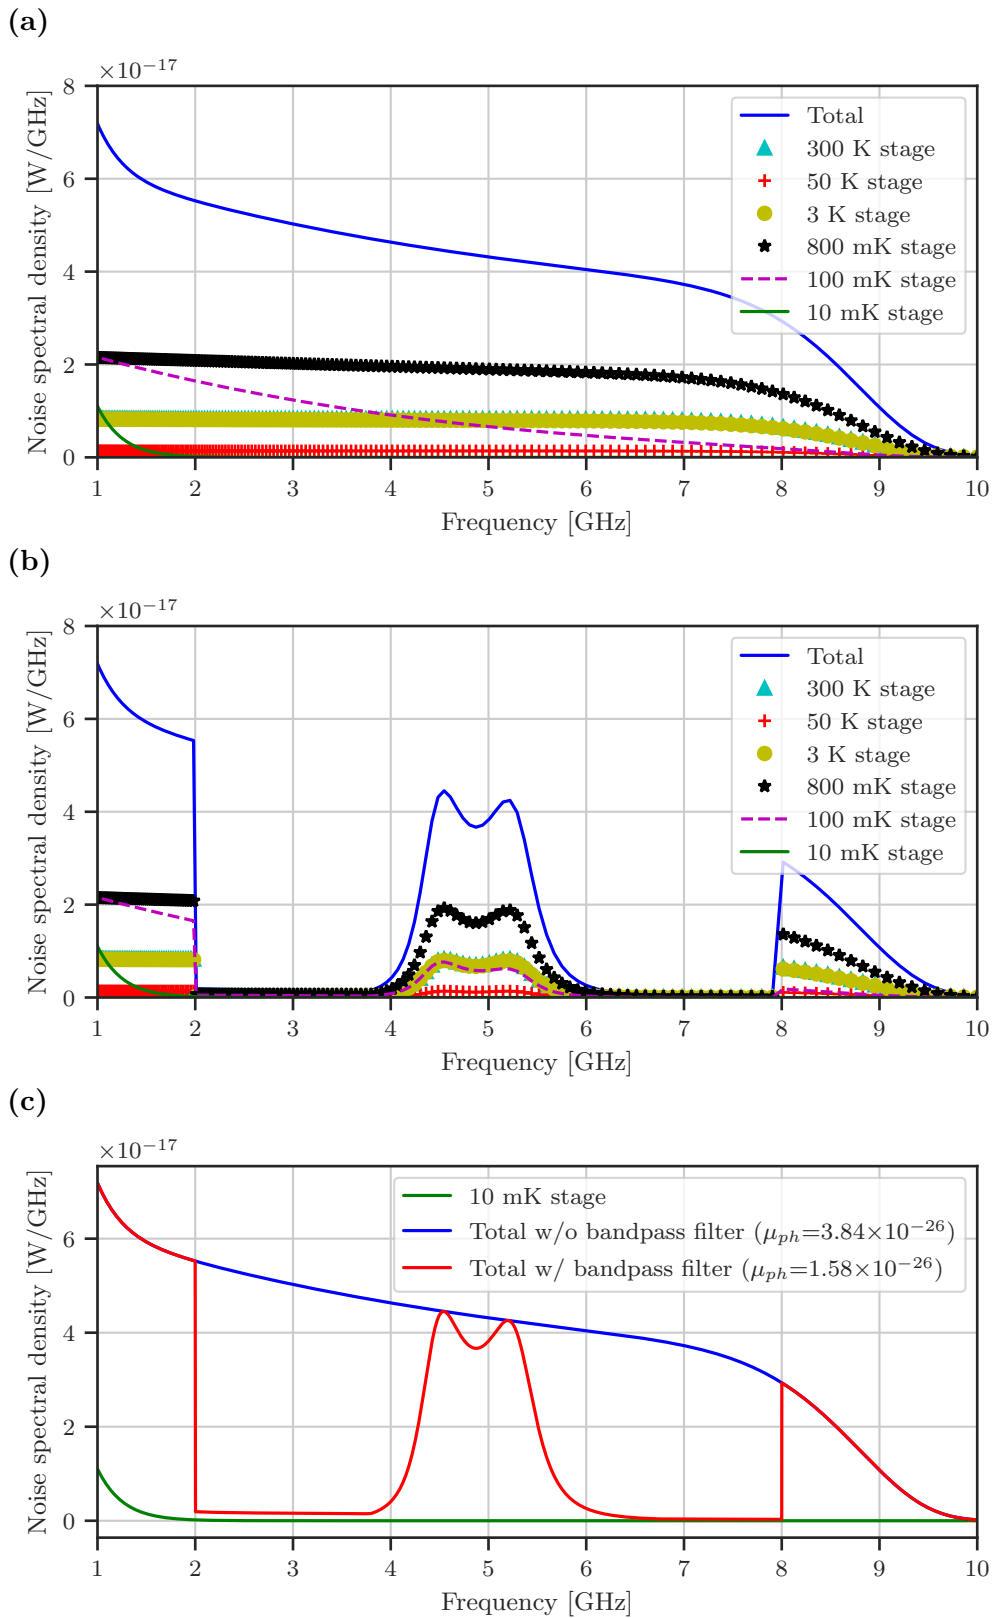 (a)
×10⁻¹⁷
Noise spectral density [W/GHz]
8
6
4
2
0
Total
300 K stage
50 K stage
3 K stage
800 mK stage
100 mK stage
10 mK stage
1 2 3 4 5 6 7 8 9 10
Frequency [GHz]
(b)
×10⁻¹⁷
Noise spectral density [W/GHz]
8
6
4
2
0
Total
300 K stage
50 K stage
3 K stage
800 mK stage
100 mK stage
10 mK stage
1 2 3 4 5 6 7 8 9 10
Frequency [GHz]
(c)
×10⁻¹⁷
Noise spectral density [W/GHz]
6
4
2
0
10 mK stage
Total w/o bandpass filter (μ_ph=3.84×10⁻²⁶)
Total w/ bandpass filter (μ_ph=1.58×10⁻²⁶)
1 2 3 4 5 6 7 8 9 10
Frequency [GHz]